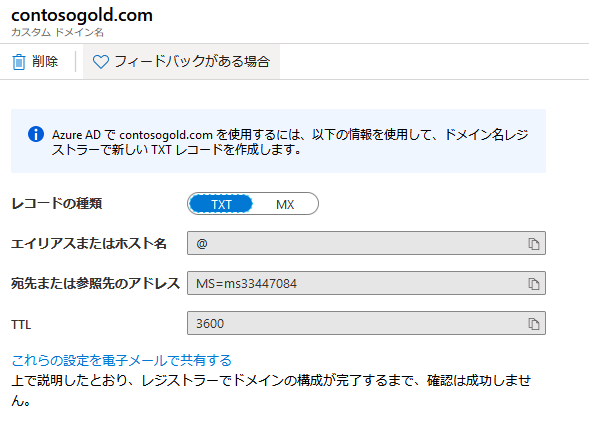 contosogold.com
カスタム ドメイン名
削除
フィードバックがある場合
Azure AD で contosogold.com を使用するには、以下の情報を使用して、ドメイン名レジ
ストラーで新しい TXT レコードを作成します。
レコードの種類
TXT MX
エイリアスまたはホスト名
@
宛先または参照先のアドレス
MS=ms33447084
TTL
3600
これらの設定を電子メールで共有する
上で説明したとおり、レジストラーでドメインの構成が完了するまで、確認は成功しませ
ん。